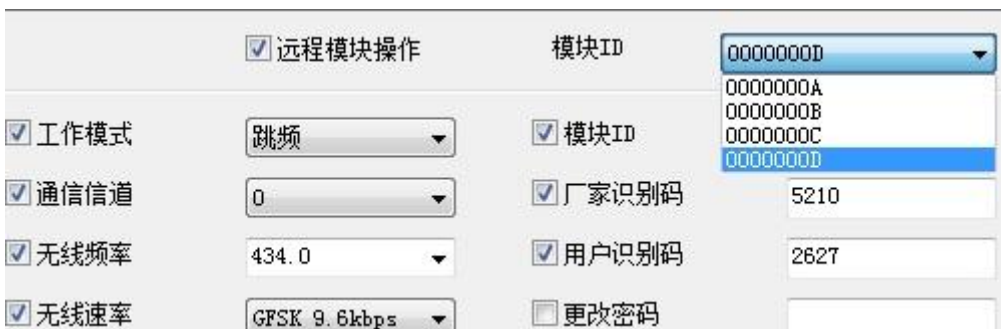 远程模块操作 模块ID 0000000D
0000000A
0000000B
0000000C
0000000D
工作模式 跳频 模块ID
通信信道 0 厂家识别码 5210
无线频率 434.0 用户识别码 2627
无线速率 GFSK 9.6kbps 更改密码